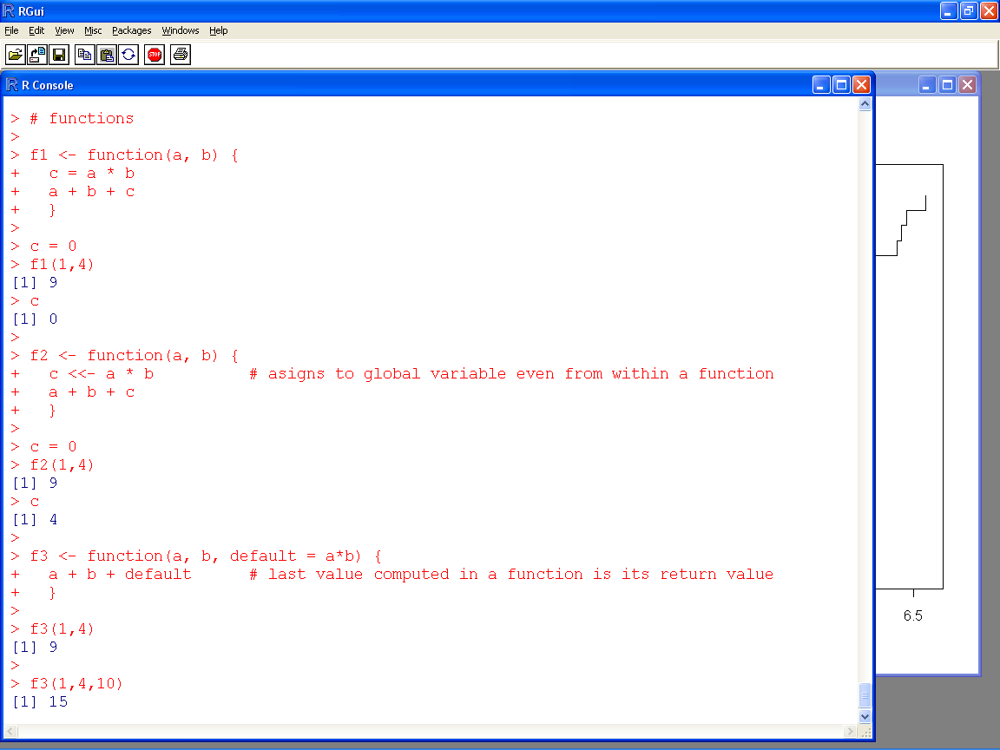 RGui
File Edit View Misc Packages Windows Help
STOP
R Console
> # functions
>
> f1 <- function(a, b) {
+   c = a * b
+   a + b + c
+   }
>
> c = 0
> f1(1,4)
[1] 9
> c
[1] 0
>
> f2 <- function(a, b) {
+   c <<- a * b          # asigns to global variable even from within a function
+   a + b + c
+   }
>
> c = 0
> f2(1,4)
[1] 9
> c
[1] 4
>
> f3 <- function(a, b, default = a*b) {
+   a + b + default      # last value computed in a function is its return value
+   }
>
> f3(1,4)
[1] 9
>
> f3(1,4,10)
[1] 15
6.5